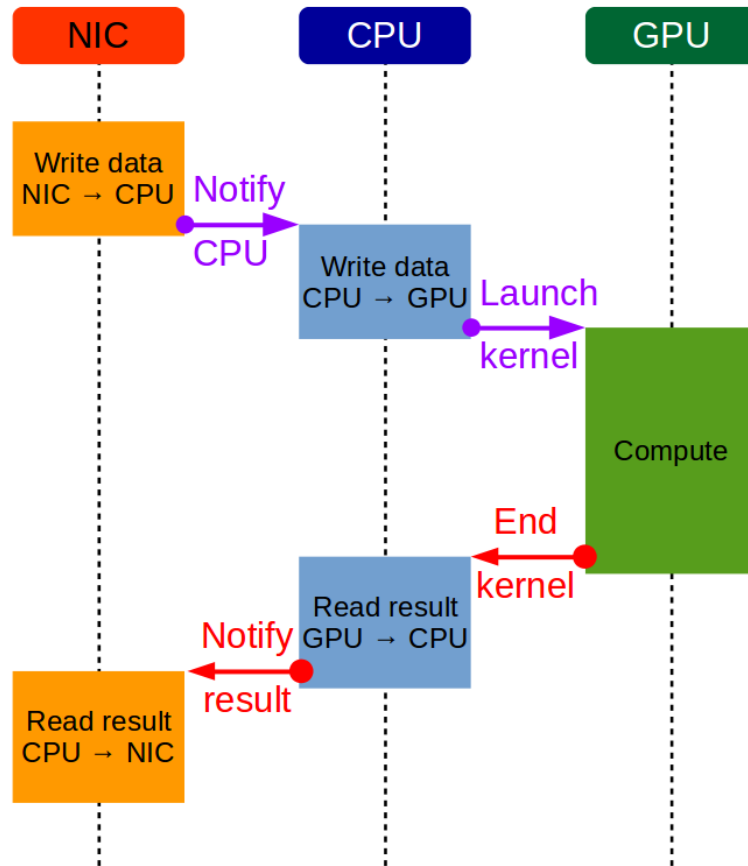 NIC
CPU
GPU
Write data
NIC → CPU
Notify
CPU
Write data
CPU → GPU
Launch
kernel
Compute
End
kernel
Read result
GPU → CPU
Notify
result
Read result
CPU → NIC